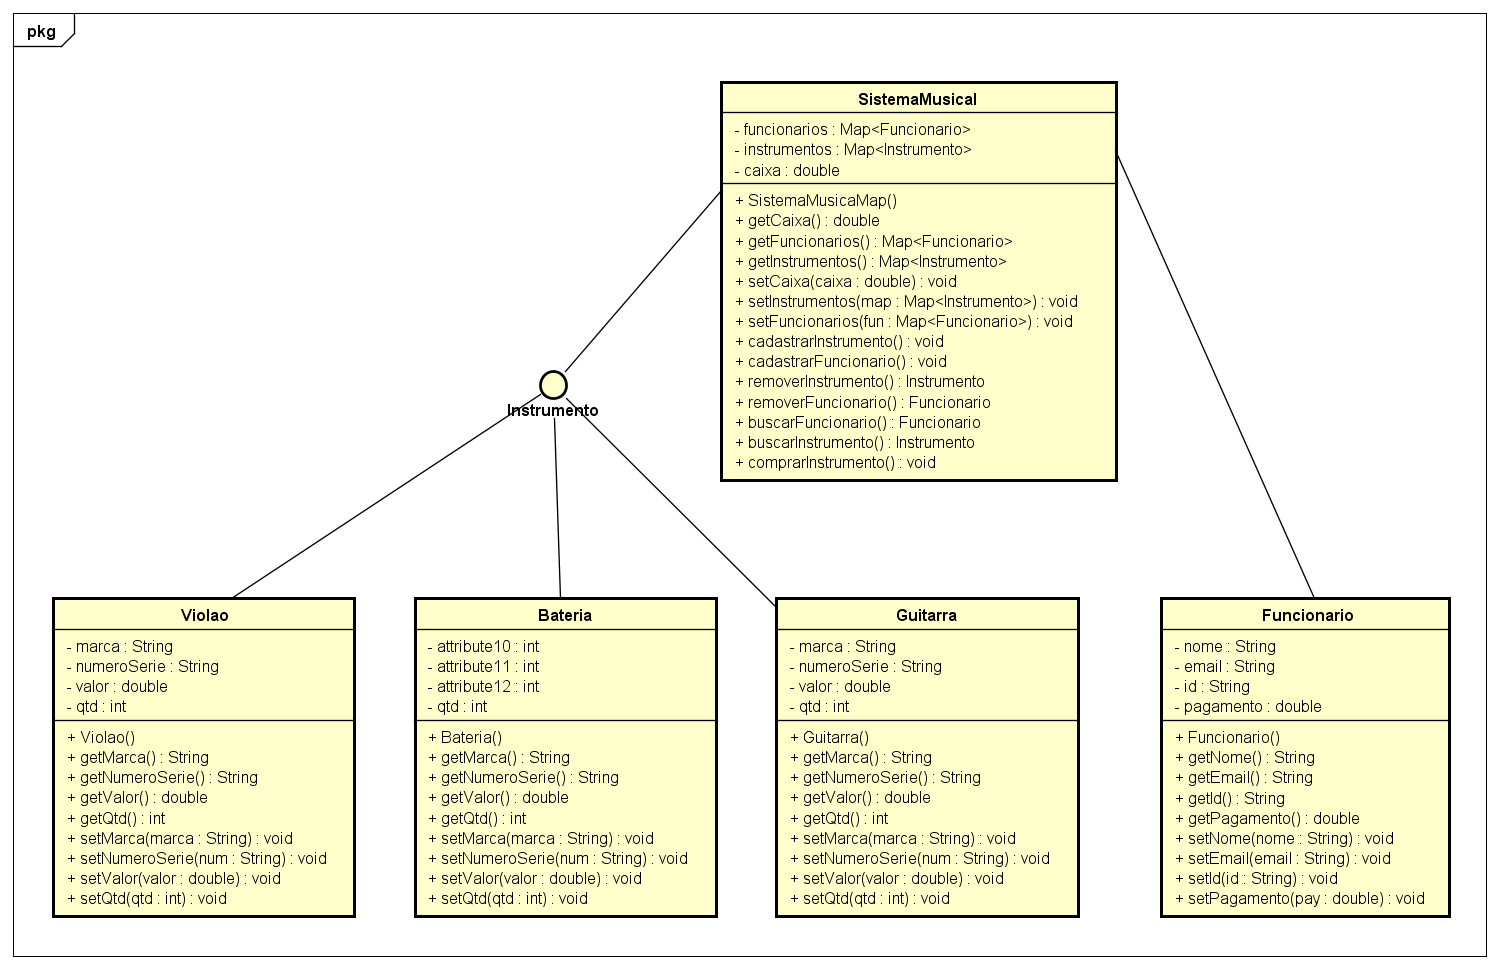 pkg
SistemaMusical
- funcionarios : Map<Funcionario>
- instrumentos : Map<Instrumento>
- caixa : double
+ SistemaMusicaMap()
+ getCaixa() : double
+ getFuncionarios() : Map<Funcionario>
+ getInstrumentos() : Map<Instrumento>
+ setCaixa(caixa : double) : void
+ setInstrumentos(map : Map<Instrumento>) : void
+ setFuncionarios(fun : Map<Funcionario>) : void
+ cadastrarInstrumento() : void
+ cadastrarFuncionario() : void
+ removerInstrumento() : Instrumento
+ removerFuncionario() : Funcionario
+ buscarFuncionario() : Funcionario
+ buscarInstrumento() : Instrumento
+ comprarInstrumento() : void
Instrumento
Violao
- marca : String
- numeroSerie : String
- valor : double
- qtd : int
+ Violao()
+ getMarca() : String
+ getNumeroSerie() : String
+ getValor() : double
+ getQtd() : int
+ setMarca(marca : String) : void
+ setNumeroSerie(num : String) : void
+ setValor(valor : double) : void
+ setQtd(qtd : int) : void
Bateria
- attribute10 : int
- attribute11 : int
- attribute12 : int
- qtd : int
+ Bateria()
+ getMarca() : String
+ getNumeroSerie() : String
+ getValor() : double
+ getQtd() : int
+ setMarca(marca : String) : void
+ setNumeroSerie(num : String) : void
+ setValor(valor : double) : void
+ setQtd(qtd : int) : void
Guitarra
- marca : String
- numeroSerie : String
- valor : double
- qtd : int
+ Guitarra()
+ getMarca() : String
+ getNumeroSerie() : String
+ getValor() : double
+ getQtd() : int
+ setMarca(marca : String) : void
+ setNumeroSerie(num : String) : void
+ setValor(valor : double) : void
+ setQtd(qtd : int) : void
Funcionario
- nome : String
- email : String
- id : String
- pagamento : double
+ Funcionario()
+ getNome() : String
+ getEmail() : String
+ getId() : String
+ getPagamento() : double
+ setNome(nome : String) : void
+ setEmail(email : String) : void
+ setId(id : String) : void
+ setPagamento(pay : double) : void